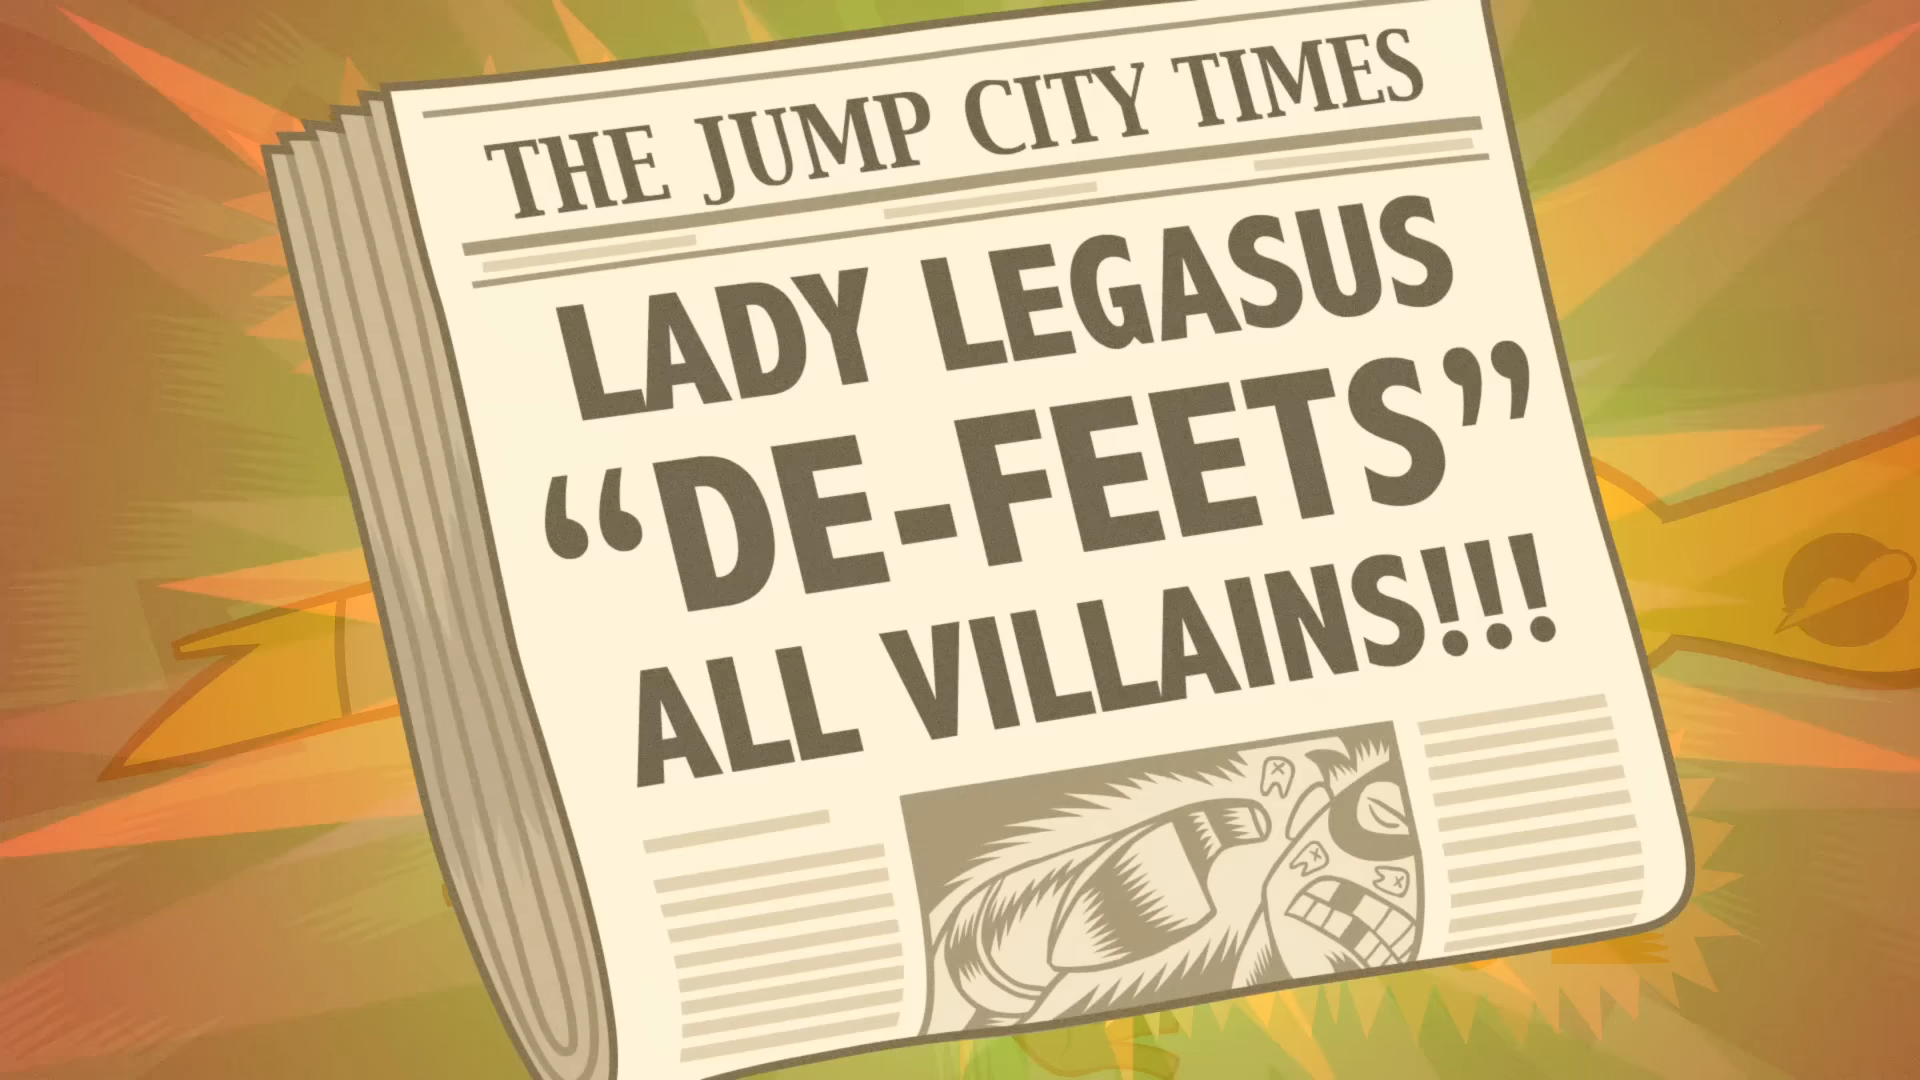 THE JUMP CITY TIMES
LADY LEGASUS
“DE-FEETS”
ALL VILLAINS!!!